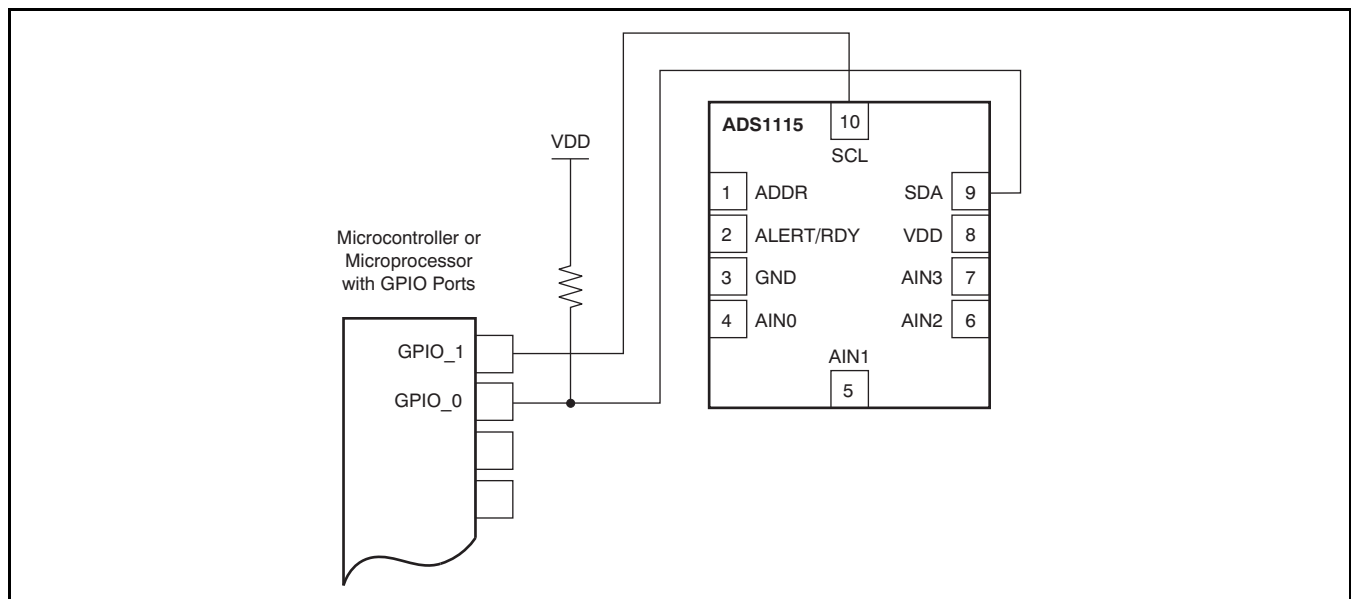 VDD
Microcontroller or
Microprocessor
with GPIO Ports
GPIO_1
GPIO_0
ADS1115
10
SCL
1 ADDR
SDA 9
2 ALERT/RDY
VDD 8
3 GND
AIN3 7
4 AIN0
AIN2 6
AIN1
5